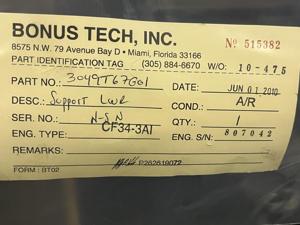 BONUS TECH, INC.
8575 N.W. 79 Avenue Bay D • Miami, Florida 33166
Nº 515382
PART IDENTIFICATION TAG (305) 884-6670 W/O: 10-475
PART NO.: 3049T67G01 DATE: JUN 01 2010
DESC.: Support LWR COND.: A/R
SER. NO.: N-S-N QTY.: 1
ENG. TYPE: CF34-3A1 ENG. S/N: 807042
REMARKS:
FORM: BT02 P262619072